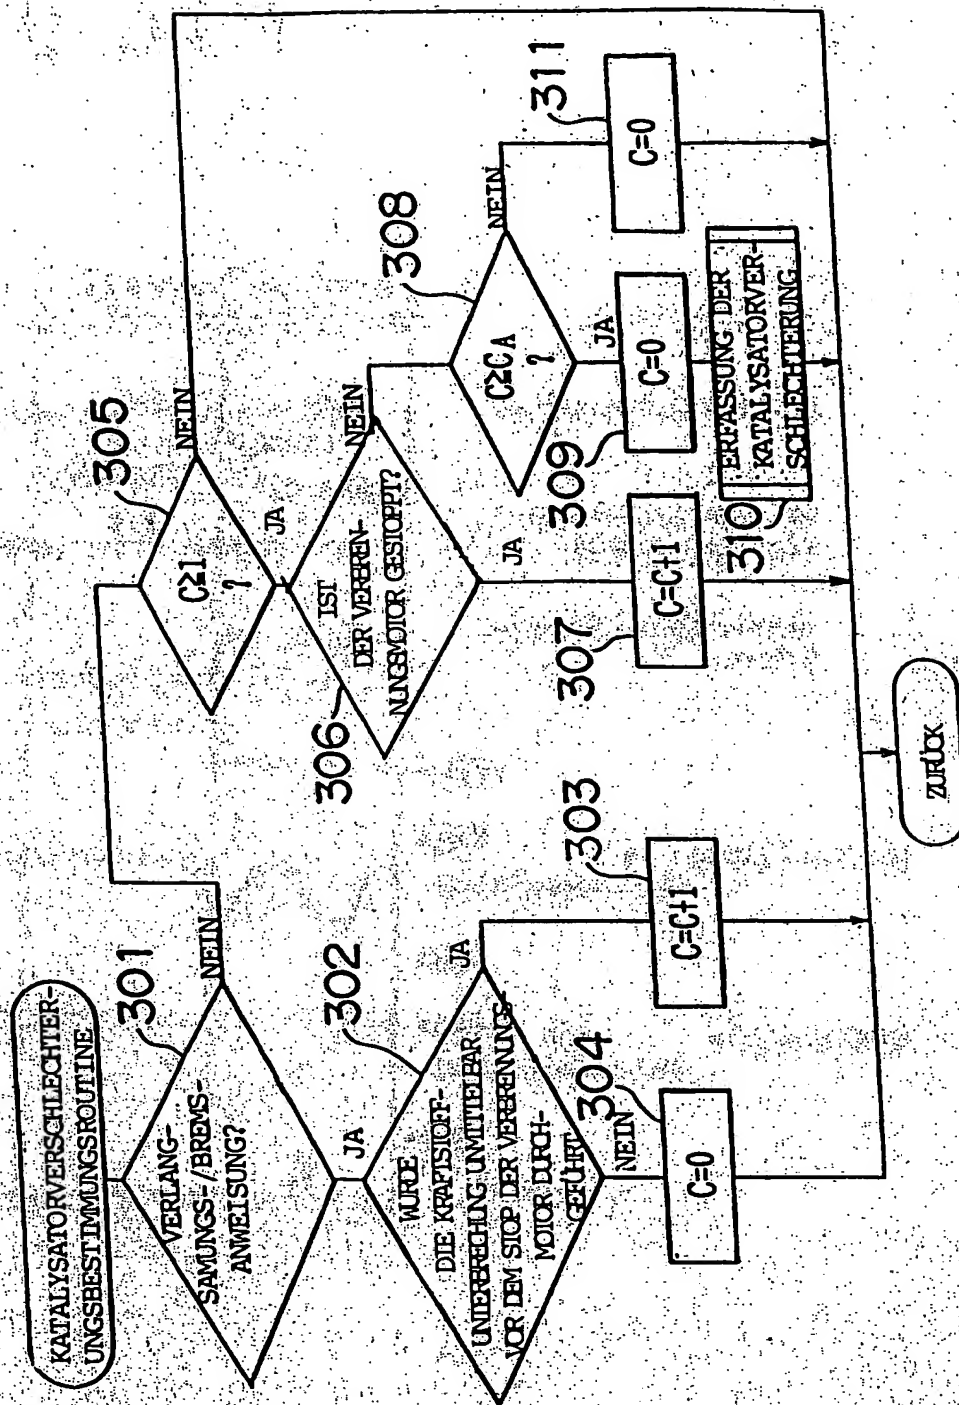 KATALYSATORVERSCHLECHTER-
UNGSBESTIMMUNGSROUTINE
301
VERLANG-
SAMUNGS-/BREMS-
ANWEISUNG?
NEIN
JA
302
WURDE
DIE KRAFTSTOFF-
UNTERBRECHUNG UNMITTELBAR
VOR DEM STOP DER VERBRENNUNGS-
MOTOR DURCH-
GEFÜHRT
JA
NEIN
303
C=C+1
304
C=0
305
C≧1
?
NEIN
JA
306
IST
DER VERBREN-
NUNGSMOTOR GESTOPPT?
NEIN
JA
307
C=C+1
308
C≧CA
?
NEIN
JA
309
C=0
310
ERFASSUNG DER
KATALYSATORVER-
SCHLECHTERUNG
311
C=0
ZURÜCK